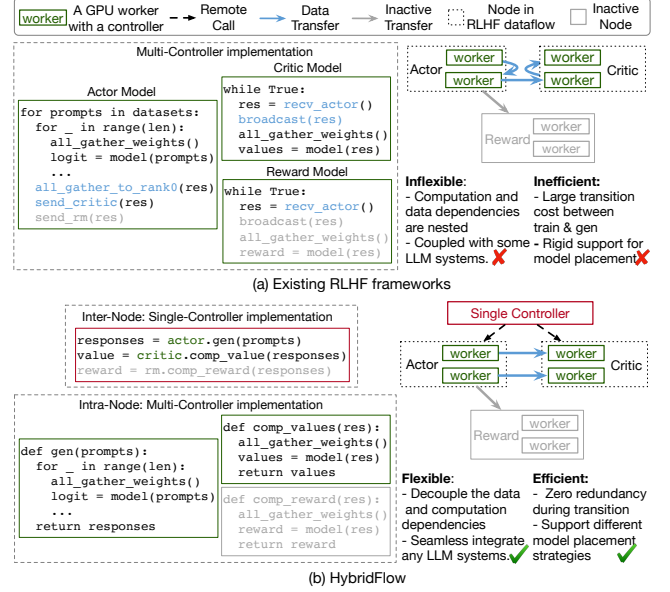 worker A GPU worker with a controller
Remote Call
Data Transfer
Inactive Transfer
Node in RLHF dataflow
Inactive Node
Multi-Controller implementation
Actor Model
for prompts in datasets:
for _ in range(len):
all_gather_weights()
logit = model(prompts)
...
all_gather_to_rank0(res)
send_critic(res)
send_rm(res)
Critic Model
while True:
res = recv_actor()
broadcast(res)
all_gather_weights()
values = model(res)
Reward Model
while True:
res = recv_actor()
broadcast(res)
all_gather_weights()
reward = model(res)
Actor
worker
worker
worker
worker
Critic
Reward
worker
worker
Inflexible:
- Computation and
data dependencies
are nested
- Coupled with some
LLM systems.
Inefficient:
- Large transition
cost between
train & gen
- Rigid support for
model placement
(a) Existing RLHF frameworks
Inter-Node: Single-Controller implementation
responses = actor.gen(prompts)
value = critic.comp_value(responses)
reward = rm.comp_reward(responses)
Intra-Node: Multi-Controller implementation
def gen(prompts):
for _ in range(len):
all_gather_weights()
logit = model(prompts)
...
return responses
def comp_values(res):
all_gather_weights()
values = model(res)
return values
def comp_reward(res):
all_gather_weights()
reward = model(res)
return reward
Single Controller
Actor
worker
worker
worker
worker
Critic
Reward
worker
worker
Flexible:
- Decouple the data
and computation
dependencies
- Seamless integrate
any LLM systems.
Efficient:
- Zero redundancy
during transition
- Support different
model placement
strategies
(b) HybridFlow